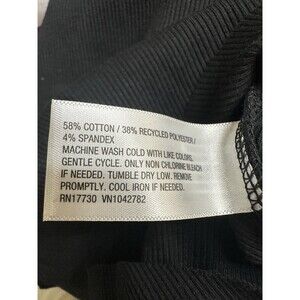 58% COTTON / 38% RECYCLED POLYESTER /
4% SPANDEX
MACHINE WASH COLD WITH LIKE COLORS,
GENTLE CYCLE. ONLY NON CHLORINE BLEACH
IF NEEDED. TUMBLE DRY LOW. REMOVE
PROMPTLY. COOL IRON IF NEEDED.
RN17730 VN1042782